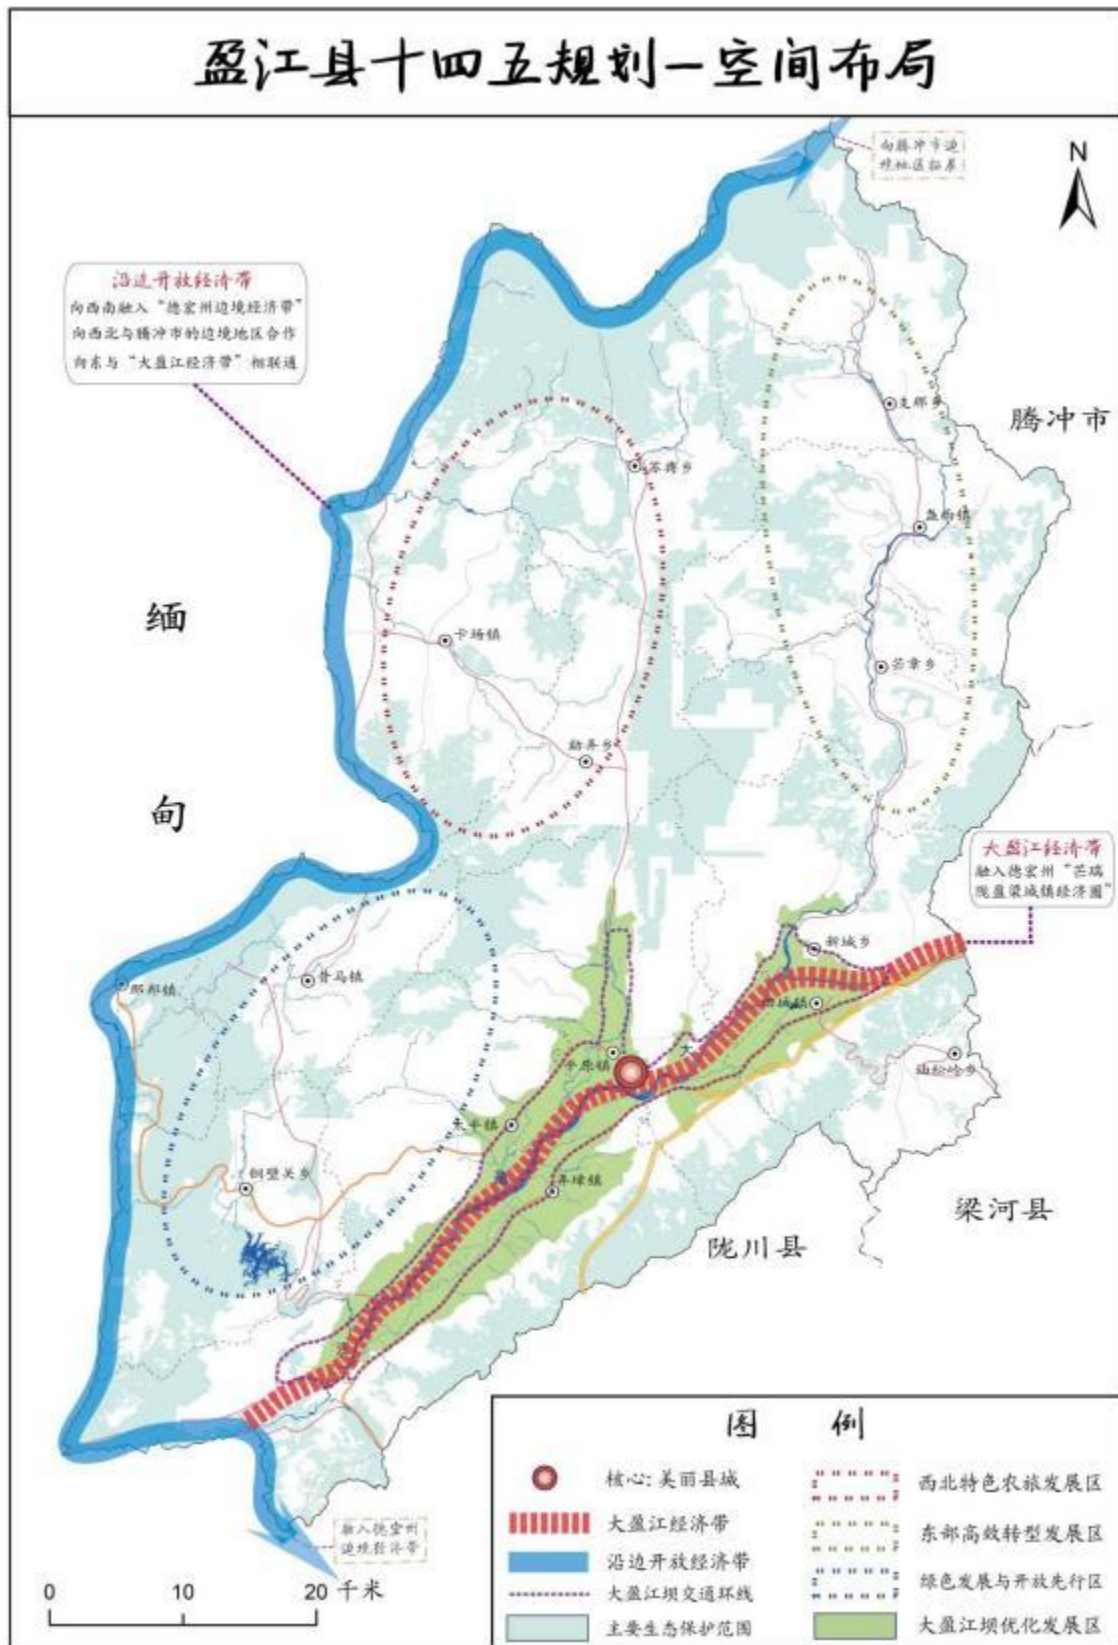 盈江县十四五规划—空间布局
向腾冲市边
境地区拓展
N
沿边开放经济带
向西南融入“德宏州边境经济带”
向西北与腾冲市的边境地区合作
向东与“大盈江经济带”相联通
支那乡
腾冲市
苏典乡
盏西镇
缅
卡场镇
芒章乡
勐弄乡
甸
大盈江经济带
融入德宏州“芒瑞
陇盈梁城镇经济圈”
新城乡
昔马镇
那邦镇
旧城镇
平原镇
大
油松岭乡
太平镇
铜壁关乡
弄璋镇
梁河县
陇川县
图 例
核心：美丽县城
西北特色农旅发展区
大盈江经济带
东部高效转型发展区
沿边开放经济带
绿色发展与开放先行区
大盈江坝交通环线
主要生态保护范围
大盈江坝优化发展区
融入德宏州
边境经济带
0 10 20 千米